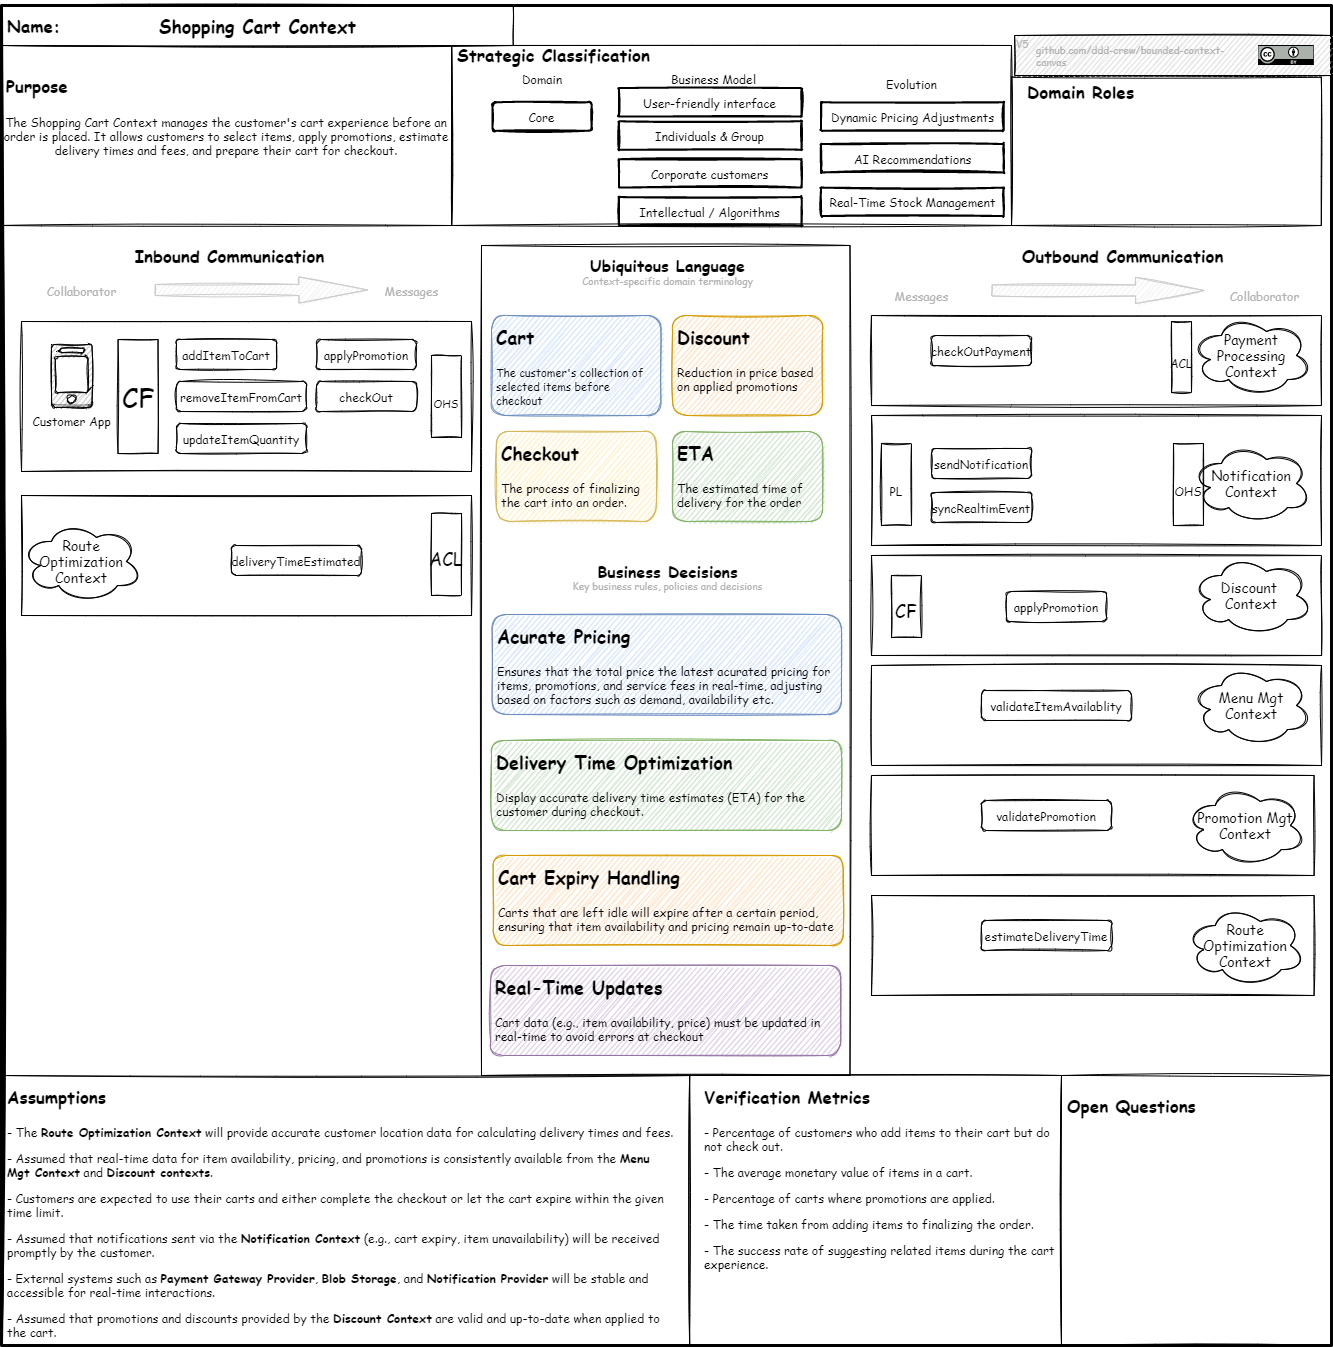 Name:
Shopping Cart Context
Purpose
The Shopping Cart Context manages the customer's cart experience before an
order is placed. It allows customers to select items, apply promotions, estimate
delivery times and fees, and prepare their cart for checkout.
Strategic Classification
Domain
Core
Business Model
User-friendly interface
Individuals & Group
Corporate customers
Intellectual / Algorithms
Evolution
Dynamic Pricing Adjustments
AI Recommendations
Real-Time Stock Management
V5
github.com/ddd-crew/bounded-context-
canvas
cc
BY
Domain Roles
Inbound Communication
Collaborator
Messages
Customer App
CF
addItemToCart
applyPromotion
removeItemFromCart
checkOut
updateItemQuantity
OHS
Route
Optimization
Context
deliveryTimeEstimated
ACL
Ubiquitous Language
Context-specific domain terminology
Cart
The customer's collection of
selected items before
checkout
Discount
Reduction in price based
on applied promotions
Checkout
The process of finalizing
the cart into an order.
ETA
The estimated time of
delivery for the order
Business Decisions
Key business rules, policies and decisions
Acurate Pricing
Ensures that the total price the latest acurated pricing for
items, promotions, and service fees in real-time, adjusting
based on factors such as demand, availability etc.
Delivery Time Optimization
Display accurate delivery time estimates (ETA) for the
customer during checkout.
Cart Expiry Handling
Carts that are left idle will expire after a certain period,
ensuring that item availability and pricing remain up-to-date
Real-Time Updates
Cart data (e.g., item availability, price) must be updated in
real-time to avoid errors at checkout
Outbound Communication
Messages
Collaborator
checkOutPayment
ACL
Payment
Processing
Context
PL
sendNotification
syncRealtimEvent
OHS
Notification
Context
CF
applyPromotion
Discount
Context
validateItemAvailablity
Menu Mgt
Context
validatePromotion
Promotion Mgt
Context
estimateDeliveryTime
Route
Optimization
Context
Assumptions
- The Route Optimization Context will provide accurate customer location data for calculating delivery times and fees.
- Assumed that real-time data for item availability, pricing, and promotions is consistently available from the Menu
Mgt Context and Discount contexts.
- Customers are expected to use their carts and either complete the checkout or let the cart expire within the given
time limit.
- Assumed that notifications sent via the Notification Context (e.g., cart expiry, item unavailability) will be received
promptly by the customer.
- External systems such as Payment Gateway Provider, Blob Storage, and Notification Provider will be stable and
accessible for real-time interactions.
- Assumed that promotions and discounts provided by the Discount Context are valid and up-to-date when applied to
the cart.
Verification Metrics
- Percentage of customers who add items to their cart but do
not check out.
- The average monetary value of items in a cart.
- Percentage of carts where promotions are applied.
- The time taken from adding items to finalizing the order.
- The success rate of suggesting related items during the cart
experience.
Open Questions